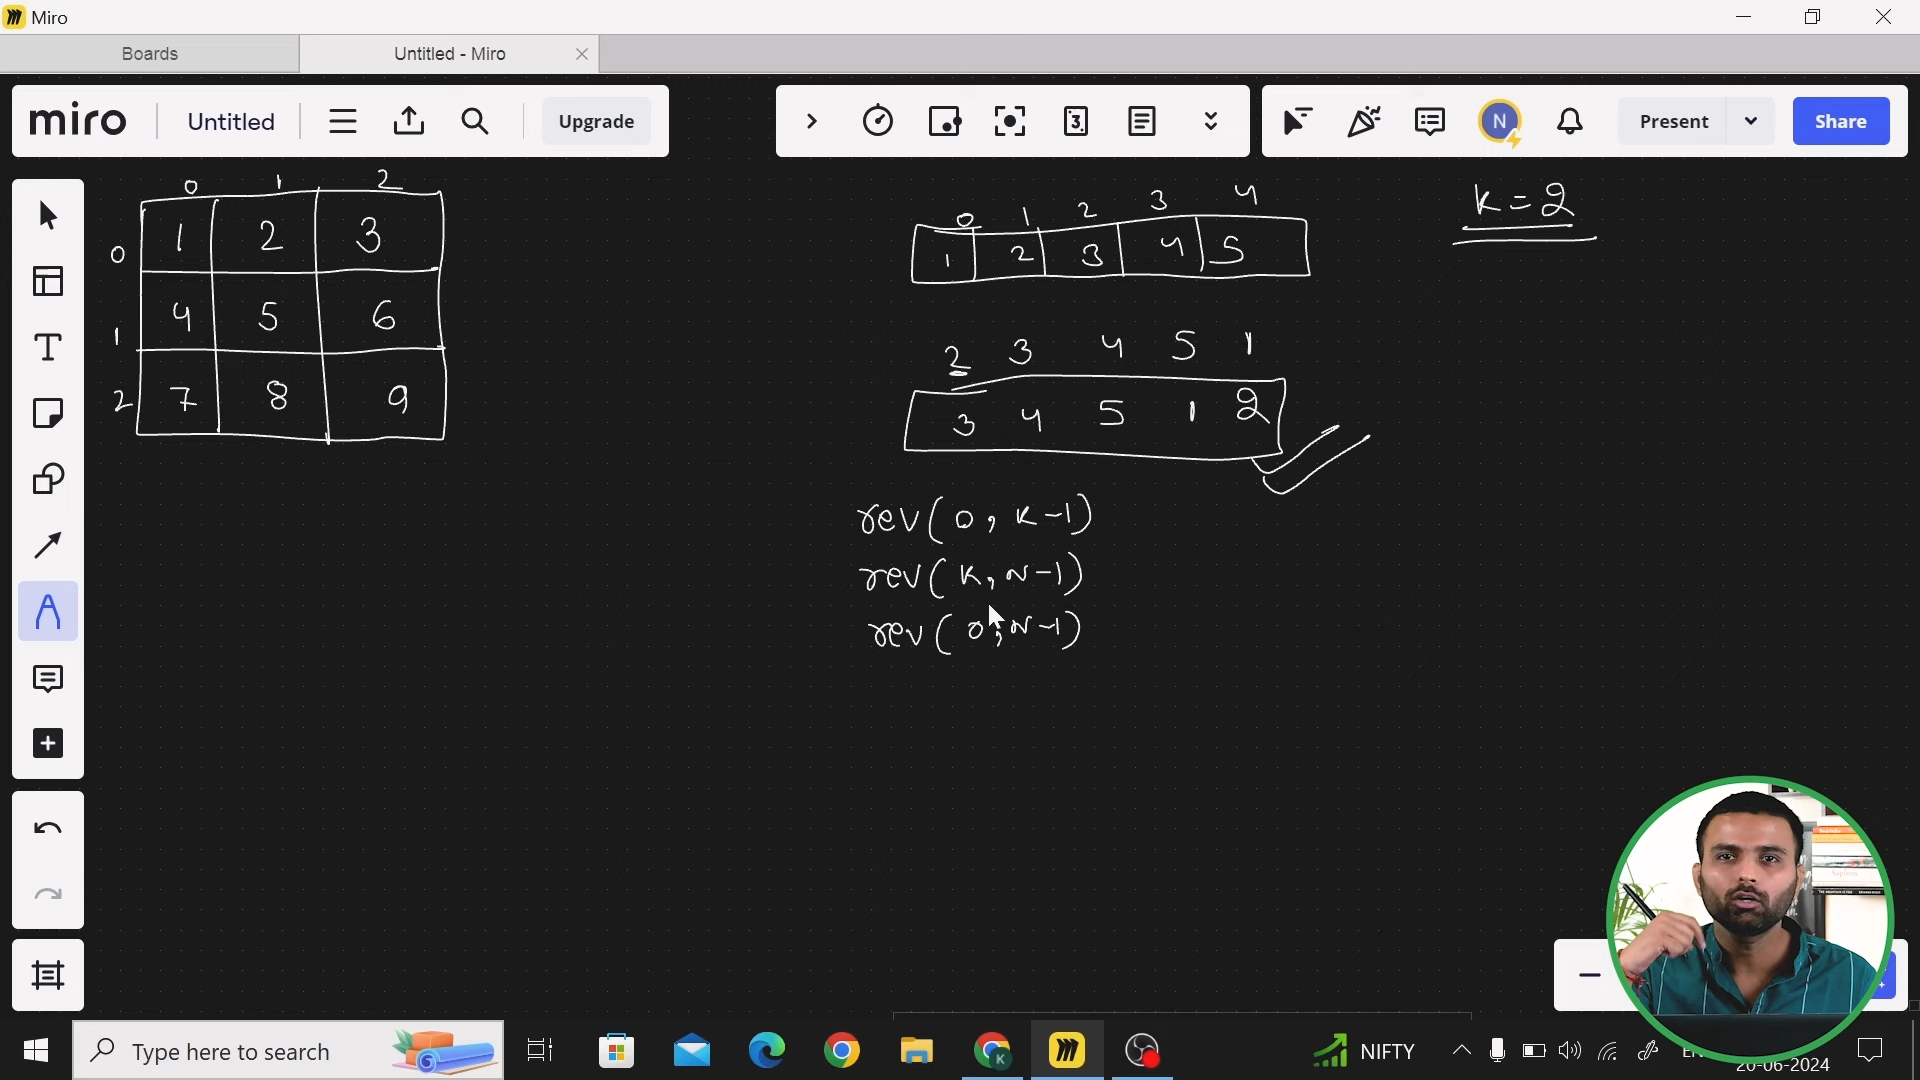 Miro
Boards
Untitled - Miro
miro
Untitled
Upgrade
3
N
Present
Share
0 1 2
0 1 2 3
1 4 5 6
2 7 8 9
0 1 2 3 4
1 2 3 4 5
k = 2
2 3 4 5 1
3 4 5 1 2
rev(0, K-1)
rev(K, N-1)
rev(0, N-1)
Type here to search
K
NIFTY
20-06-2024